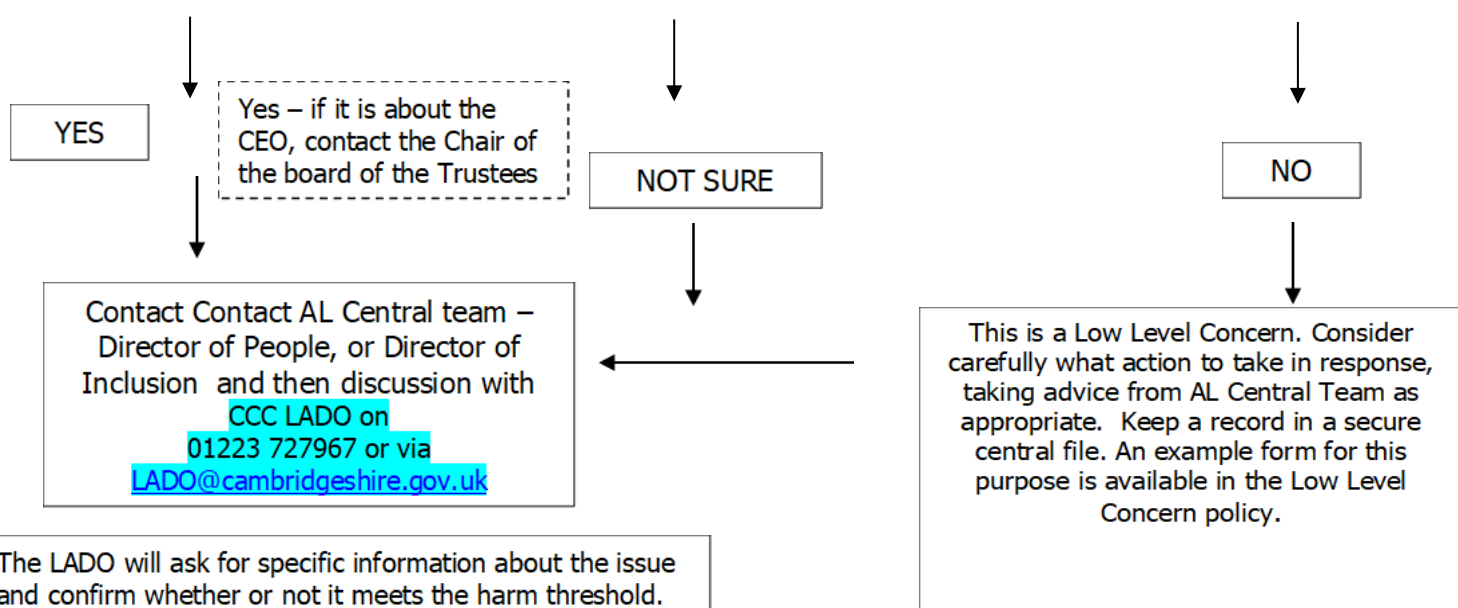 YES
Yes – if it is about the
CEO, contact the Chair of
the board of the Trustees
NOT SURE
NO
Contact Contact AL Central team –
Director of People, or Director of
Inclusion and then discussion with
CCC LADO on
01223 727967 or via
LADO@cambridgeshire.gov.uk
This is a Low Level Concern. Consider
carefully what action to take in response,
taking advice from AL Central Team as
appropriate. Keep a record in a secure
central file. An example form for this
purpose is available in the Low Level
Concern policy.
The LADO will ask for specific information about the issue
and confirm whether or not it meets the harm threshold.